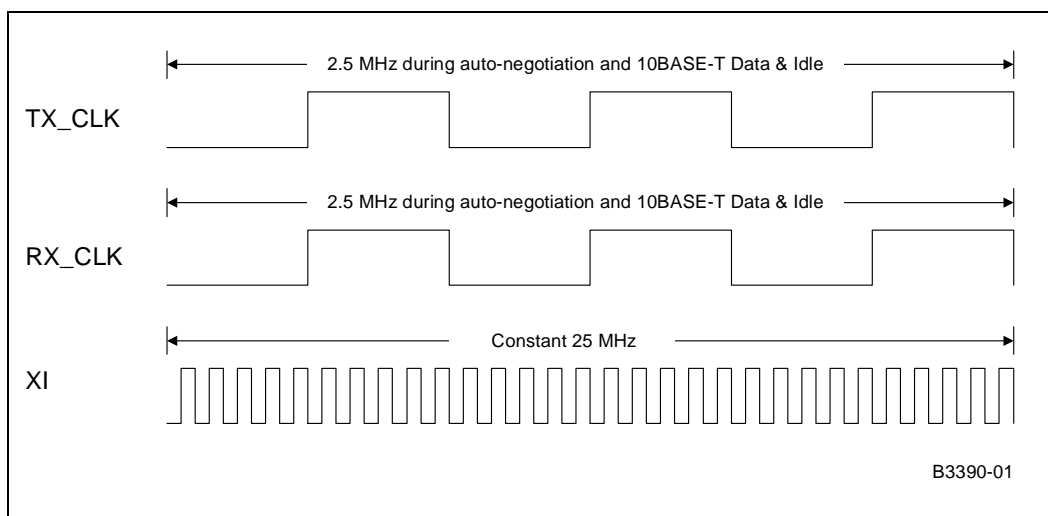 2.5 MHz during auto-negotiation and 10BASE-T Data & Idle
TX_CLK
2.5 MHz during auto-negotiation and 10BASE-T Data & Idle
RX_CLK
Constant 25 MHz
XI
B3390-01